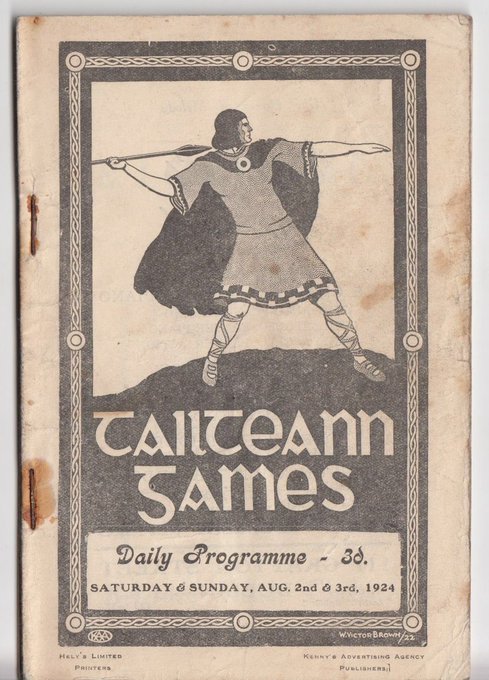 Tailteann
Games
Daily Programme - 3d.
SATURDAY & SUNDAY, AUG. 2nd & 3rd, 1924
KAA
W. VICTOR BROWN /22
HELY'S LIMITED
PRINTERS
KENNY'S ADVERTISING AGENCY
PUBLISHERS